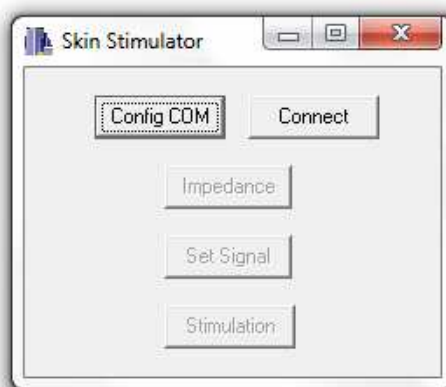 Skin Stimulator
Config COM Connect
Impedance
Set Signal
Stimulation